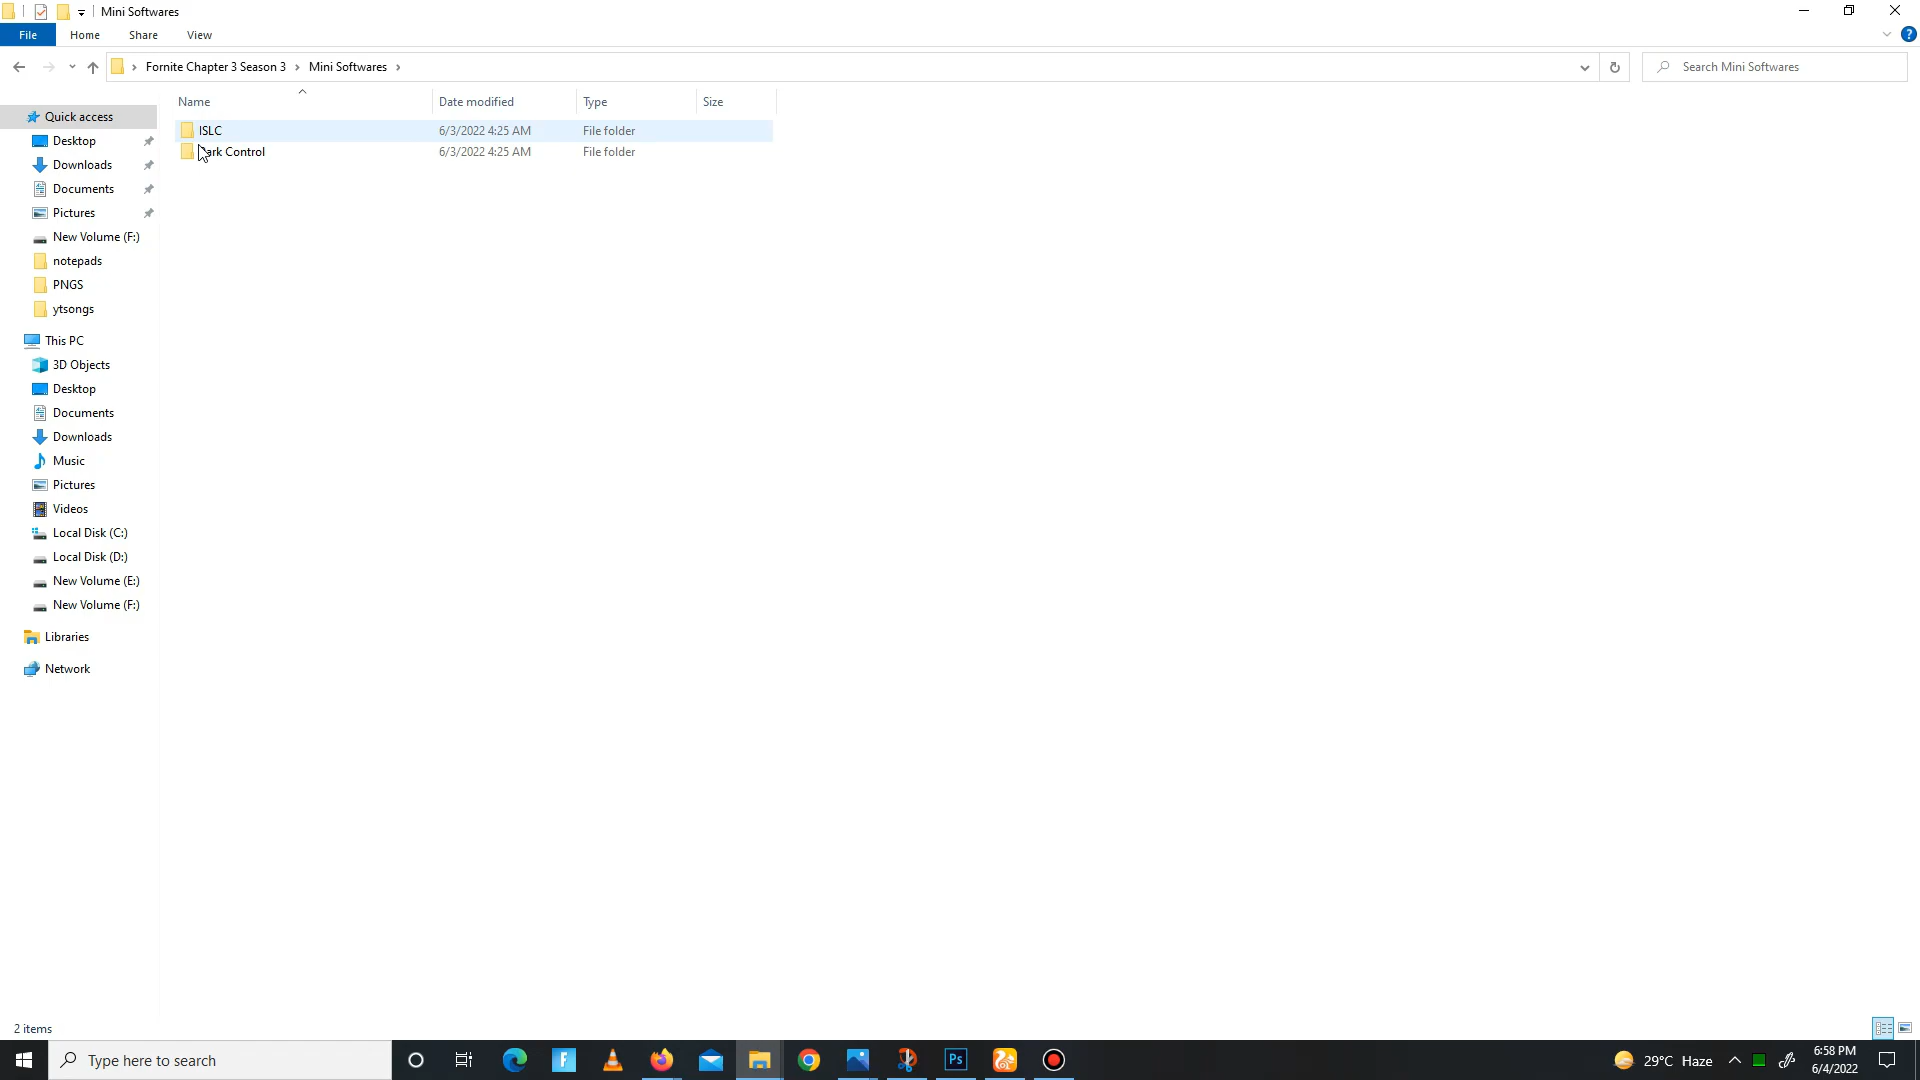 Mini Softwares
File Home Share View
Fornite Chapter 3 Season 3 Mini Softwares
Search Mini Softwares
Name Date modified Type Size
ISLC 6/3/2022 4:25 AM File folder
Control 6/3/2022 4:25 AM File folder
Quick access
Desktop
Downloads
Documents
Pictures
New Volume (F:)
notepads
PNGS
ytsongs
This PC
3D Objects
Desktop
Documents
Downloads
Music
Pictures
Videos
Local Disk (C:)
Local Disk (D:)
New Volume (E:)
New Volume (F:)
Libraries
Network
2 items
Type here to search
Ps
29°C Haze
6:58 PM
6/4/2022